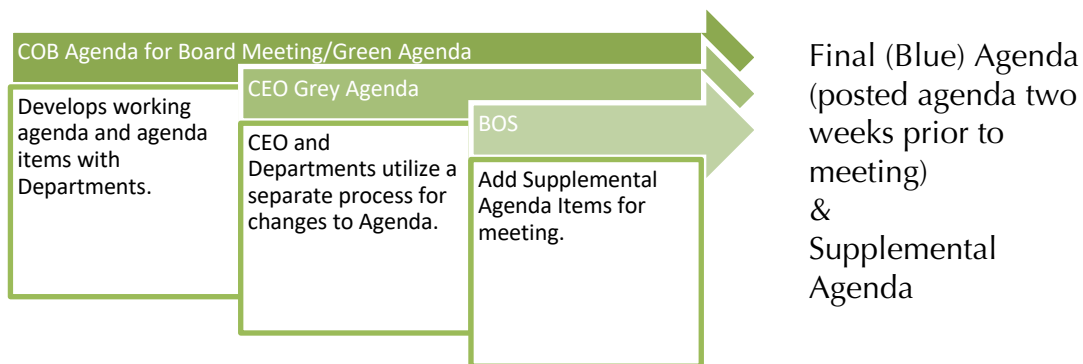 COB Agenda for Board Meeting/Green Agenda
Develops working
agenda and agenda
items with
Departments.
CEO Grey Agenda
CEO and
Departments utilize a
separate process for
changes to Agenda.
BOS
Add Supplemental
Agenda Items for
meeting.
Final (Blue) Agenda
(posted agenda two
weeks prior to
meeting)
&
Supplemental
Agenda